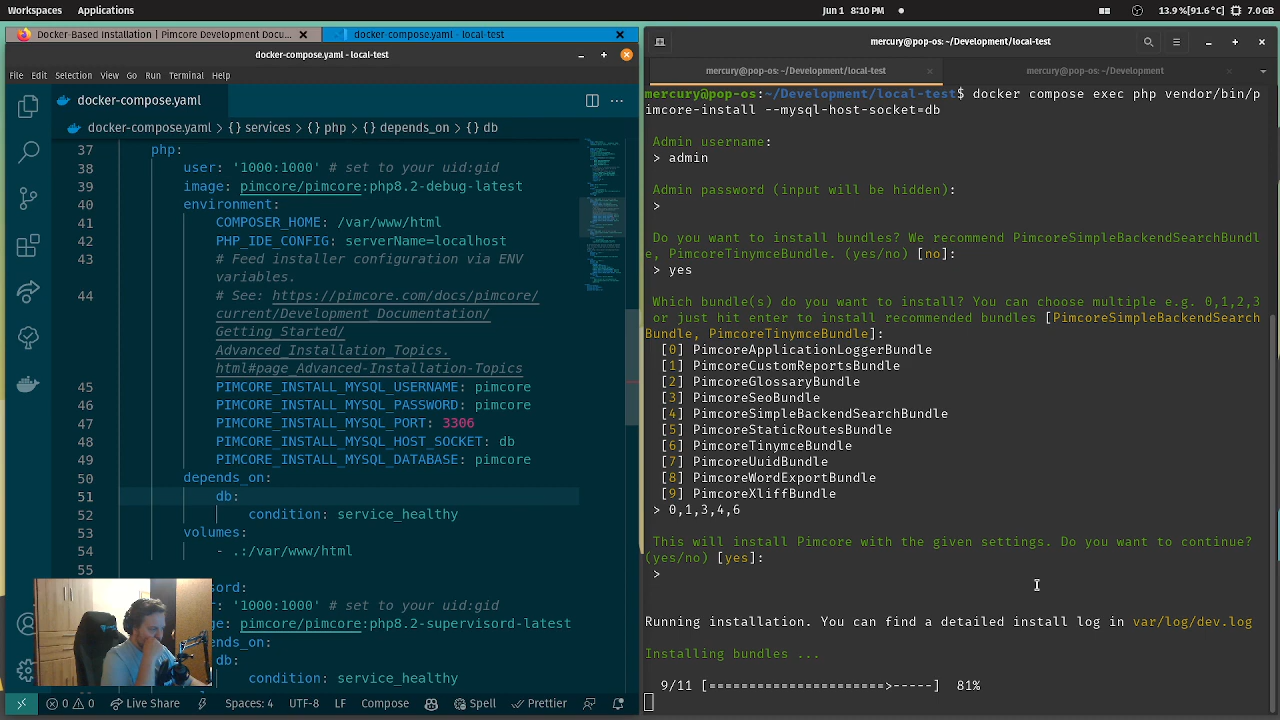 Workspaces Applications Jun 1 8:10 PM 13.9 %[91.6°C] 7.0GB
Docker-Based Installation | Pimcore Development Docu… docker-compose.yaml - local-test
docker-compose.yaml - local-test
File Edit Selection View Go Run Terminal Help
docker-compose.yaml
docker-compose.yaml > {} services > {} php > {} depends_on > {} db
37 php:
38 user: '1000:1000' # set to your uid:gid
39 image: pimcore/pimcore:php8.2-debug-latest
40 environment:
41 COMPOSER_HOME: /var/www/html
42 PHP_IDE_CONFIG: serverName=localhost
43 # Feed installer configuration via ENV
variables.
44 # See: https://pimcore.com/docs/pimcore/
current/Development_Documentation/
Getting_Started/
Advanced_Installation_Topics.
html#page_Advanced-Installation-Topics
45 PIMCORE_INSTALL_MYSQL_USERNAME: pimcore
46 PIMCORE_INSTALL_MYSQL_PASSWORD: pimcore
47 PIMCORE_INSTALL_MYSQL_PORT: 3306
48 PIMCORE_INSTALL_MYSQL_HOST_SOCKET: db
49 PIMCORE_INSTALL_MYSQL_DATABASE: pimcore
50 depends_on:
51 db:
52 condition: service_healthy
53 volumes:
54 - .:/var/www/html
55
sord:
: '1000:1000' # set to your uid:gid
ge: pimcore/pimcore:php8.2-supervisord-latest
ends_on:
db:
condition: service_healthy
0 0 Live Share Spaces: 4 UTF-8 LF Compose Spell Prettier
mercury@pop-os: ~/Development/local-test
mercury@pop-os: ~/Development/local-test mercury@pop-os: ~/Development
mercury@pop-os:~/Development/local-test$ docker compose exec php vendor/bin/p
imcore-install --mysql-host-socket=db
Admin username:
> admin
Admin password (input will be hidden):
>
Do you want to install bundles? We recommend PimcoreSimpleBackendSearchBundl
e, PimcoreTinymceBundle. (yes/no) [no]:
> yes
Which bundle(s) do you want to install? You can choose multiple e.g. 0,1,2,3
or just hit enter to install recommended bundles [PimcoreSimpleBackendSearch
Bundle, PimcoreTinymceBundle]:
[0] PimcoreApplicationLoggerBundle
[1] PimcoreCustomReportsBundle
[2] PimcoreGlossaryBundle
[3] PimcoreSeoBundle
[4] PimcoreSimpleBackendSearchBundle
[5] PimcoreStaticRoutesBundle
[6] PimcoreTinymceBundle
[7] PimcoreUuidBundle
[8] PimcoreWordExportBundle
[9] PimcoreXliffBundle
> 0,1,3,4,6
This will install Pimcore with the given settings. Do you want to continue?
(yes/no) [yes]:
>
Running installation. You can find a detailed install log in var/log/dev.log
Installing bundles ...
9/11 [======================>-----] 81%